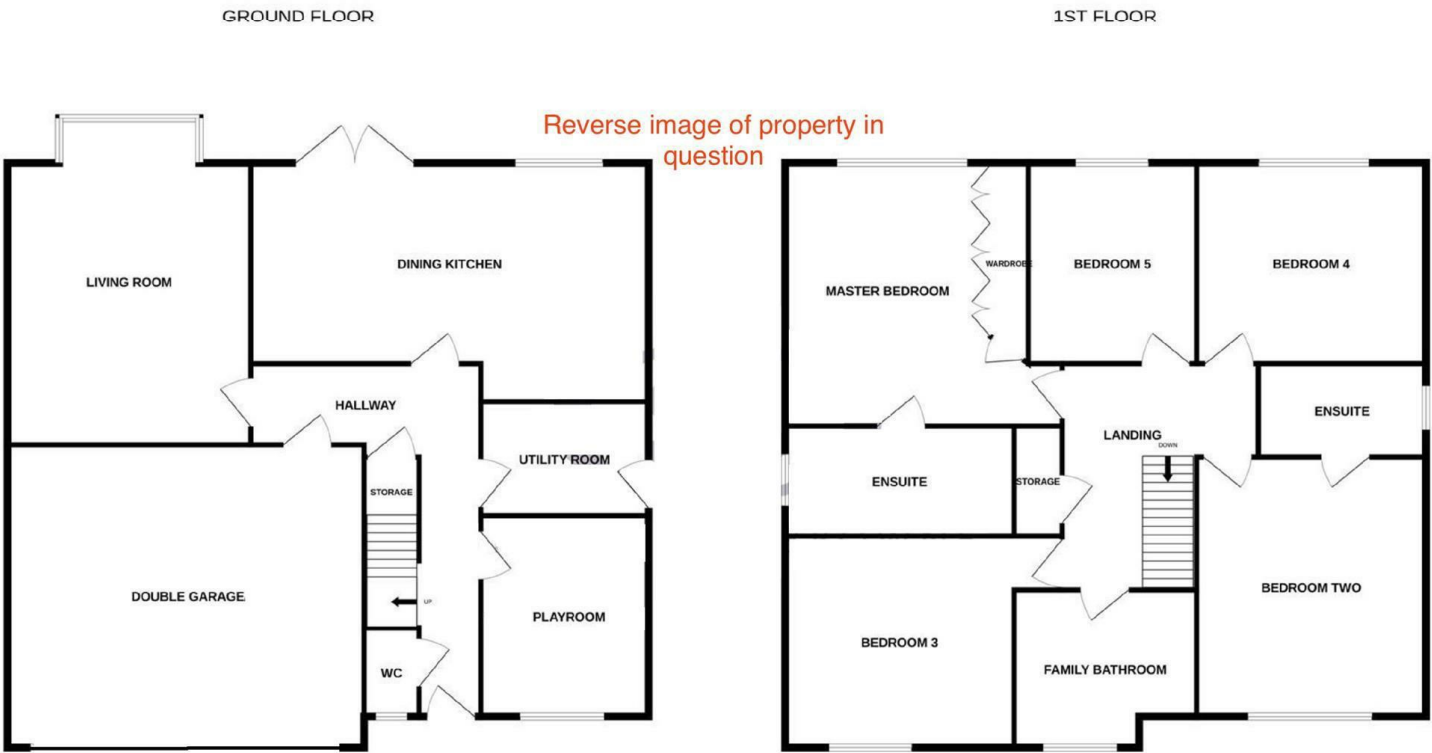 GROUND FLOOR
1ST FLOOR
Reverse image of property in
question
LIVING ROOM
DINING KITCHEN
HALLWAY
UTILITY ROOM
STORAGE
DOUBLE GARAGE
UP
PLAYROOM
WC
MASTER BEDROOM
WARDROBE
BEDROOM 5
BEDROOM 4
ENSUITE
LANDING
DOWN
ENSUITE
STORAGE
BEDROOM TWO
BEDROOM 3
FAMILY BATHROOM